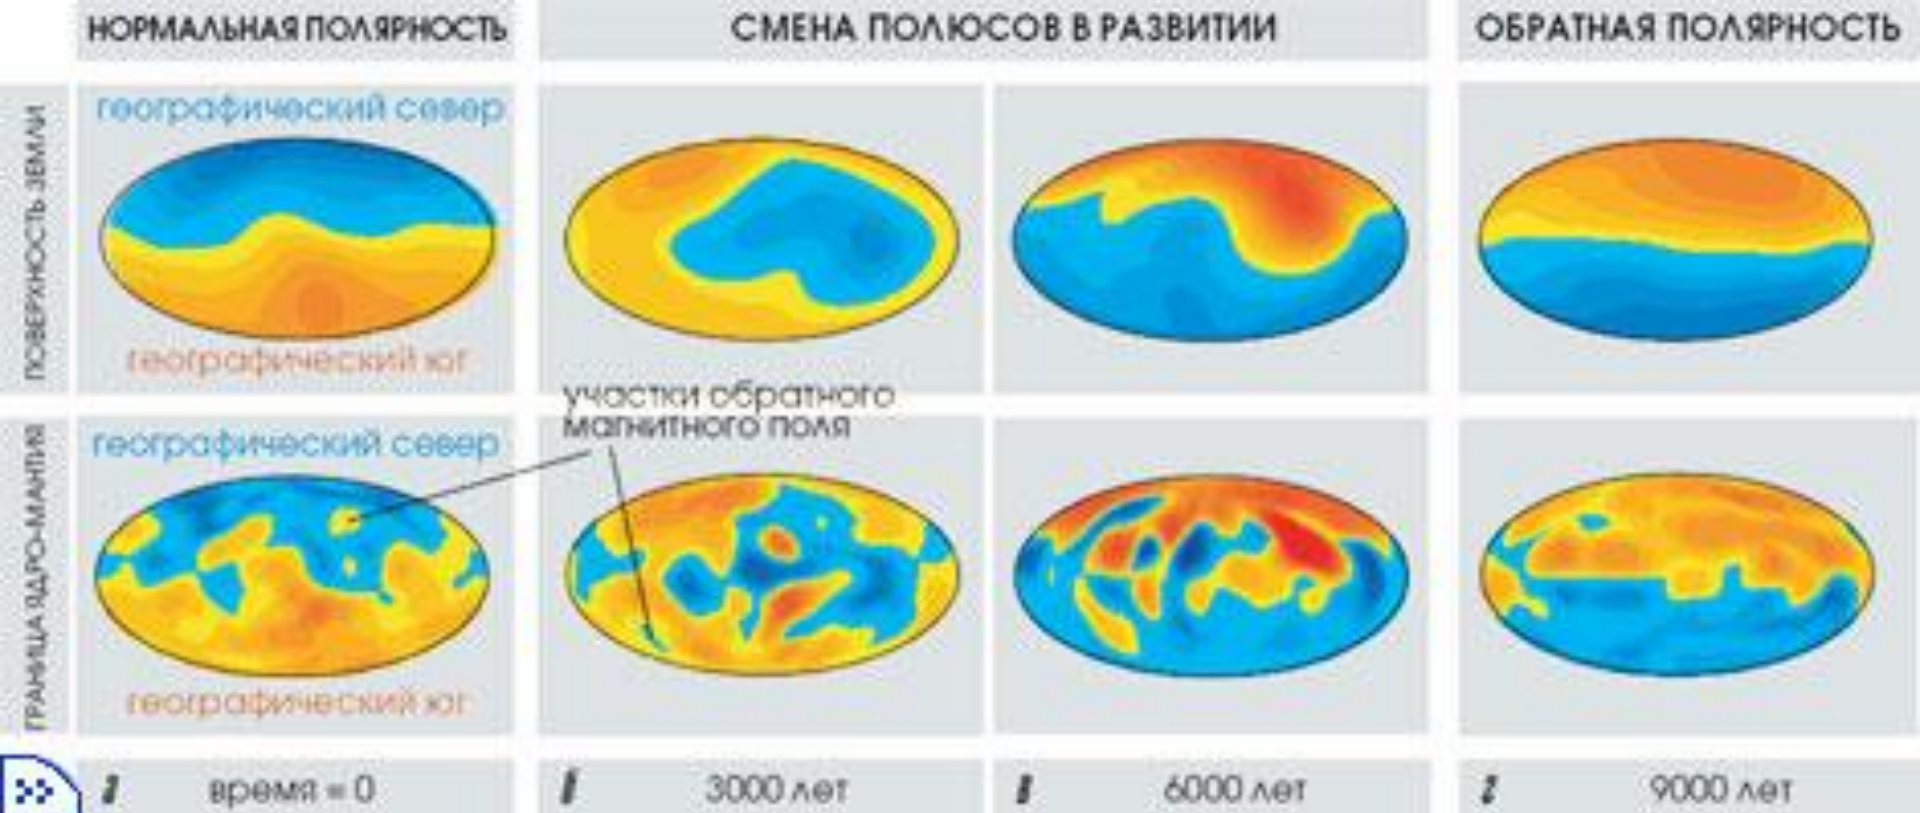 НОРМАЛЬНАЯ ПОЛЯРНОСТЬ
СМЕНА ПОЛЮСОВ В РАЗВИТИИ
ОБРАТНАЯ ПОЛЯРНОСТЬ
ПОВЕРХНОСТЬ ЗЕМЛИ
географический север
географический юг
участки обратного
магнитного поля
ГРАНИЦА ЯДРО-МАНТИЯ
географический север
географический юг
время = 0
3000 лет
в 6000 лет
г 9000 лет